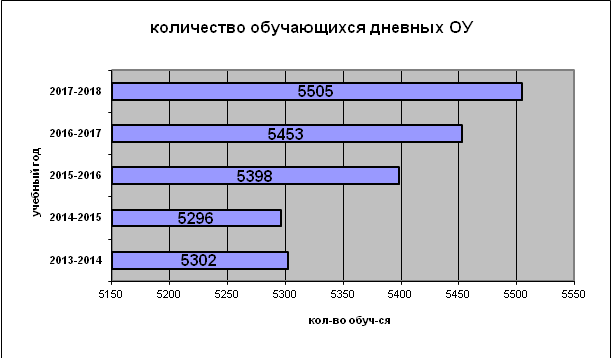 количество обучающихся дневных ОУ
учебный год
2017-2018
5505
2016-2017
5453
2015-2016
5398
2014-2015
5296
2013-2014
5302
5150 5200 5250 5300 5350 5400 5450 5500 5550
кол-во обуч-ся